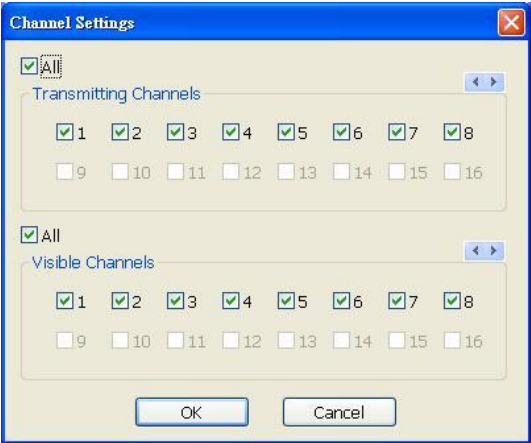 Channel Settings
All
Transmitting Channels
1 2 3 4 5 6 7 8
9 10 11 12 13 14 15 16
All
Visible Channels
1 2 3 4 5 6 7 8
9 10 11 12 13 14 15 16
OK Cancel